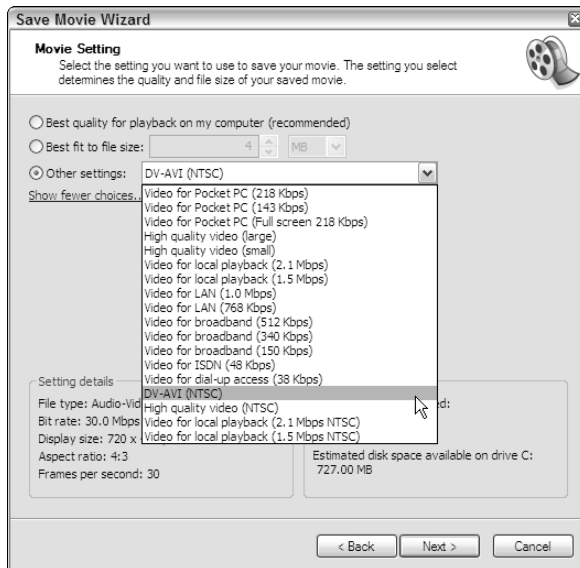 Save Movie Wizard
Movie Setting
Select the setting you want to use to save your movie. The setting you select
determines the quality and file size of your saved movie.
Best quality for playback on my computer (recommended)
Best fit to file size: 4 MB
Other settings: DV-AVI (NTSC)
Show fewer choices..
Video for Pocket PC (218 Kbps)
Video for Pocket PC (143 Kbps)
Video for Pocket PC (Full screen 218 Kbps)
High quality video (large)
High quality video (small)
Video for local playback (2.1 Mbps)
Video for local playback (1.5 Mbps)
Video for LAN (1.0 Mbps)
Video for LAN (768 Kbps)
Video for broadband (512 Kbps)
Video for broadband (340 Kbps)
Video for broadband (150 Kbps)
Video for ISDN (48 Kbps)
Video for dial-up access (38 Kbps)
DV-AVI (NTSC)
High quality video (NTSC)
Video for local playback (2.1 Mbps NTSC)
Video for local playback (1.5 Mbps NTSC)
Setting details
File type: Audio-Vid
Bit rate: 30.0 Mbps
Display size: 720 x
Aspect ratio: 4:3
Frames per second: 30
ed:
Estimated disk space available on drive C:
727.00 MB
< Back
Next >
Cancel